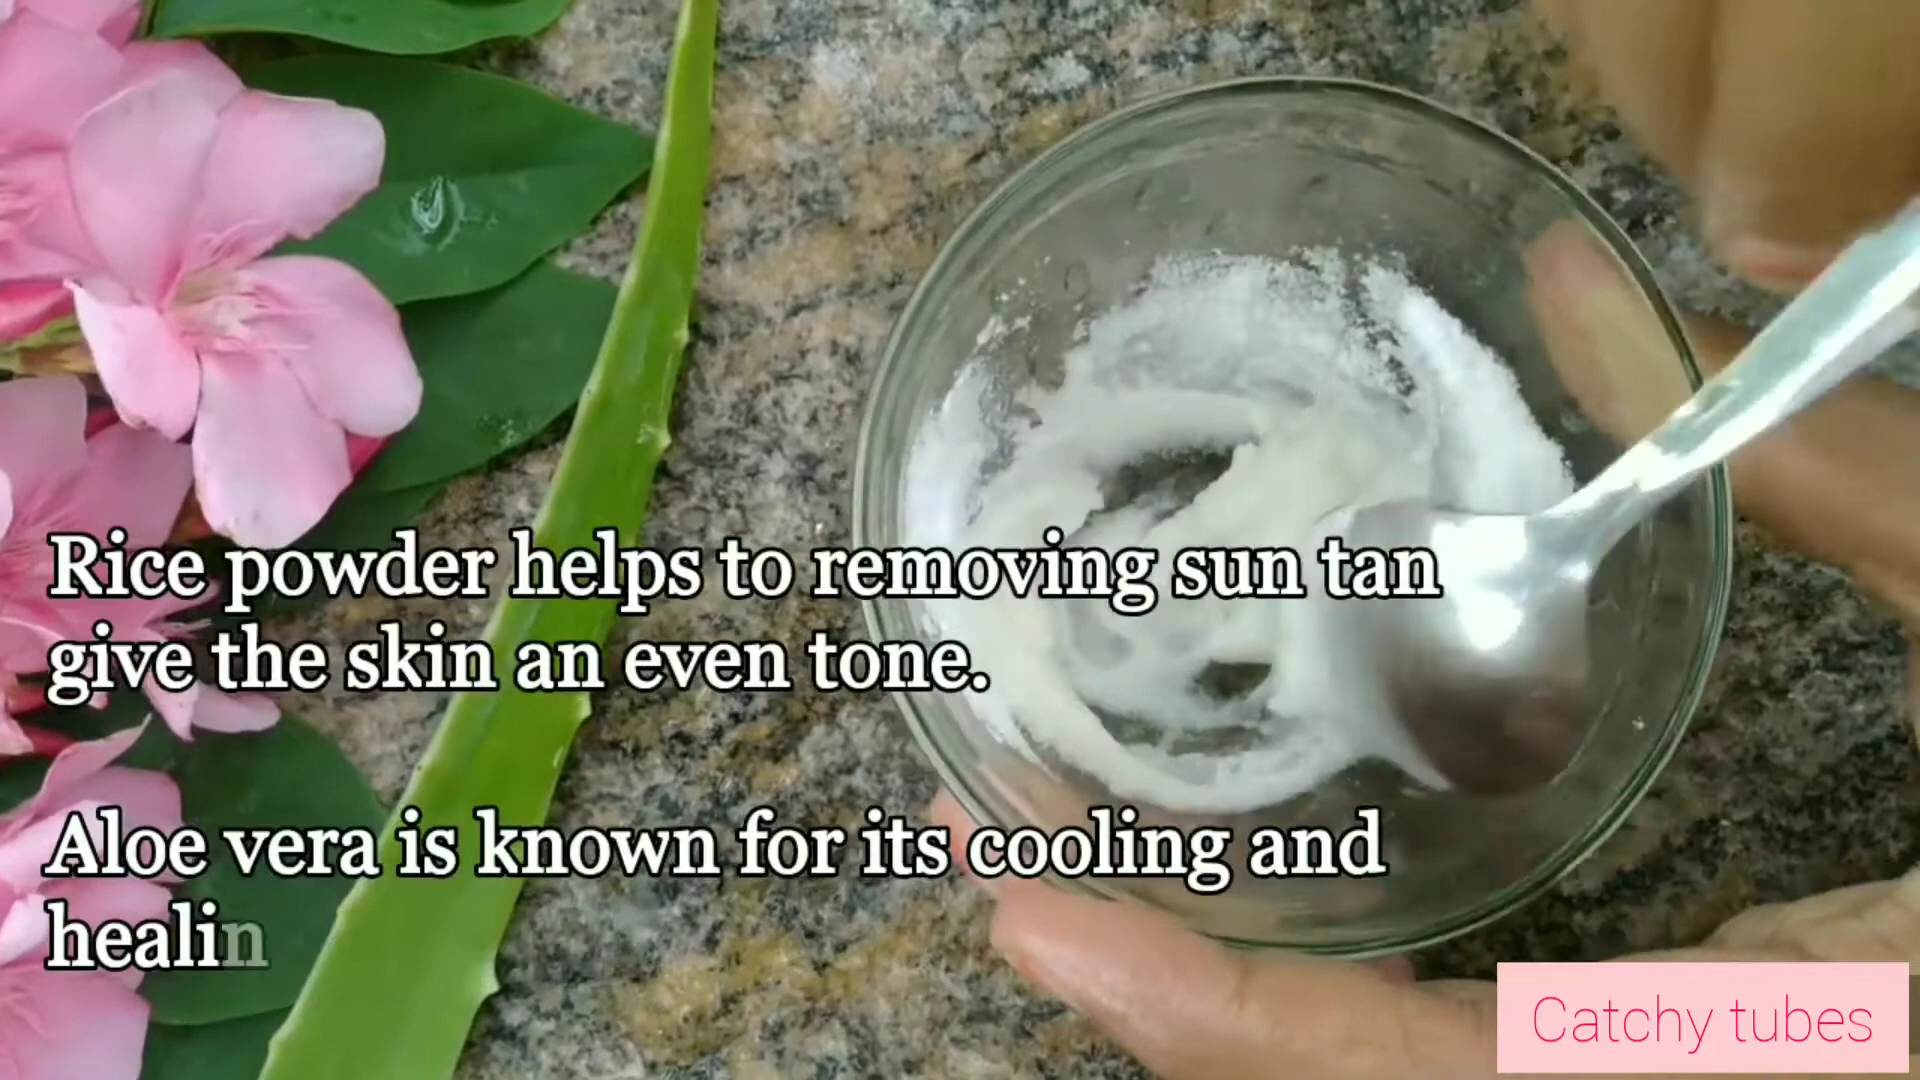 Rice powder helps to removing sun tan
give the skin an even tone.
Aloe vera is known for its cooling and
healin
Catchy tubes